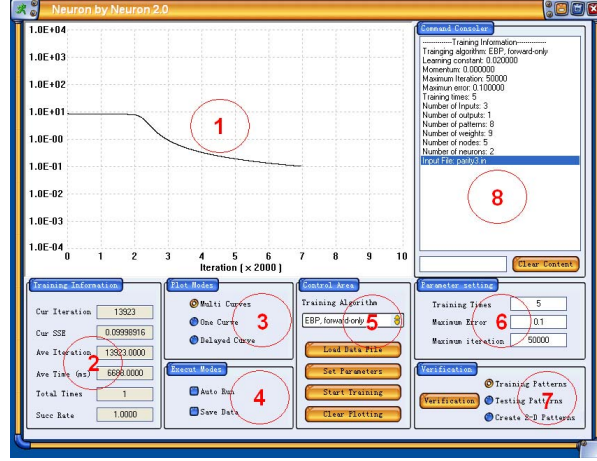 Neuron by Neuron 2.0
1.0E+04
1.0E+03
1.0E+02
1.0E+01
1.0E-00
1.0E-01
1.0E-02
1.0E-03
1.0E-04
0 1 2 3 4 5 6 7 8 9 10
Iteration ( × 2000 )
1
Command Consoler
------------Training Information------------
Trainging algorithm: EBP, forward-only
Learning constant: 0.020000
Momentum: 0.000000
Maximum Iteration: 50000
Maximun error: 0.100000
Training times: 5
Number of Inputs: 3
Number of outputs: 1
Number of patterns: 8
Number of weights: 9
Number of nodes: 5
Number of neurons: 2
Input File: parity3.in
8
Clear Content
Training Information
Cur Iteration 13923
Cur SSE 0.09998916
Ave Iteration 13923.0000
Ave Time (ms) 6688.0000
Total Times 1
Succ Rate 1.0000
2
Plot Modes
Multi Curves
One Curve
Delayed Curve
3
Execut Modes
Auto Run
Save Data
4
Control Area
Training Algorithm
EBP, forward-only
5
Load Data File
Set Parameters
Start Training
Clear Plotting
Parameter setting
Training Times 5
Maximum Error 0.1
Maximum iteration 50000
6
Verification
Training Patterns
Verification Testing Patterns
Create 2-D Patterns
7